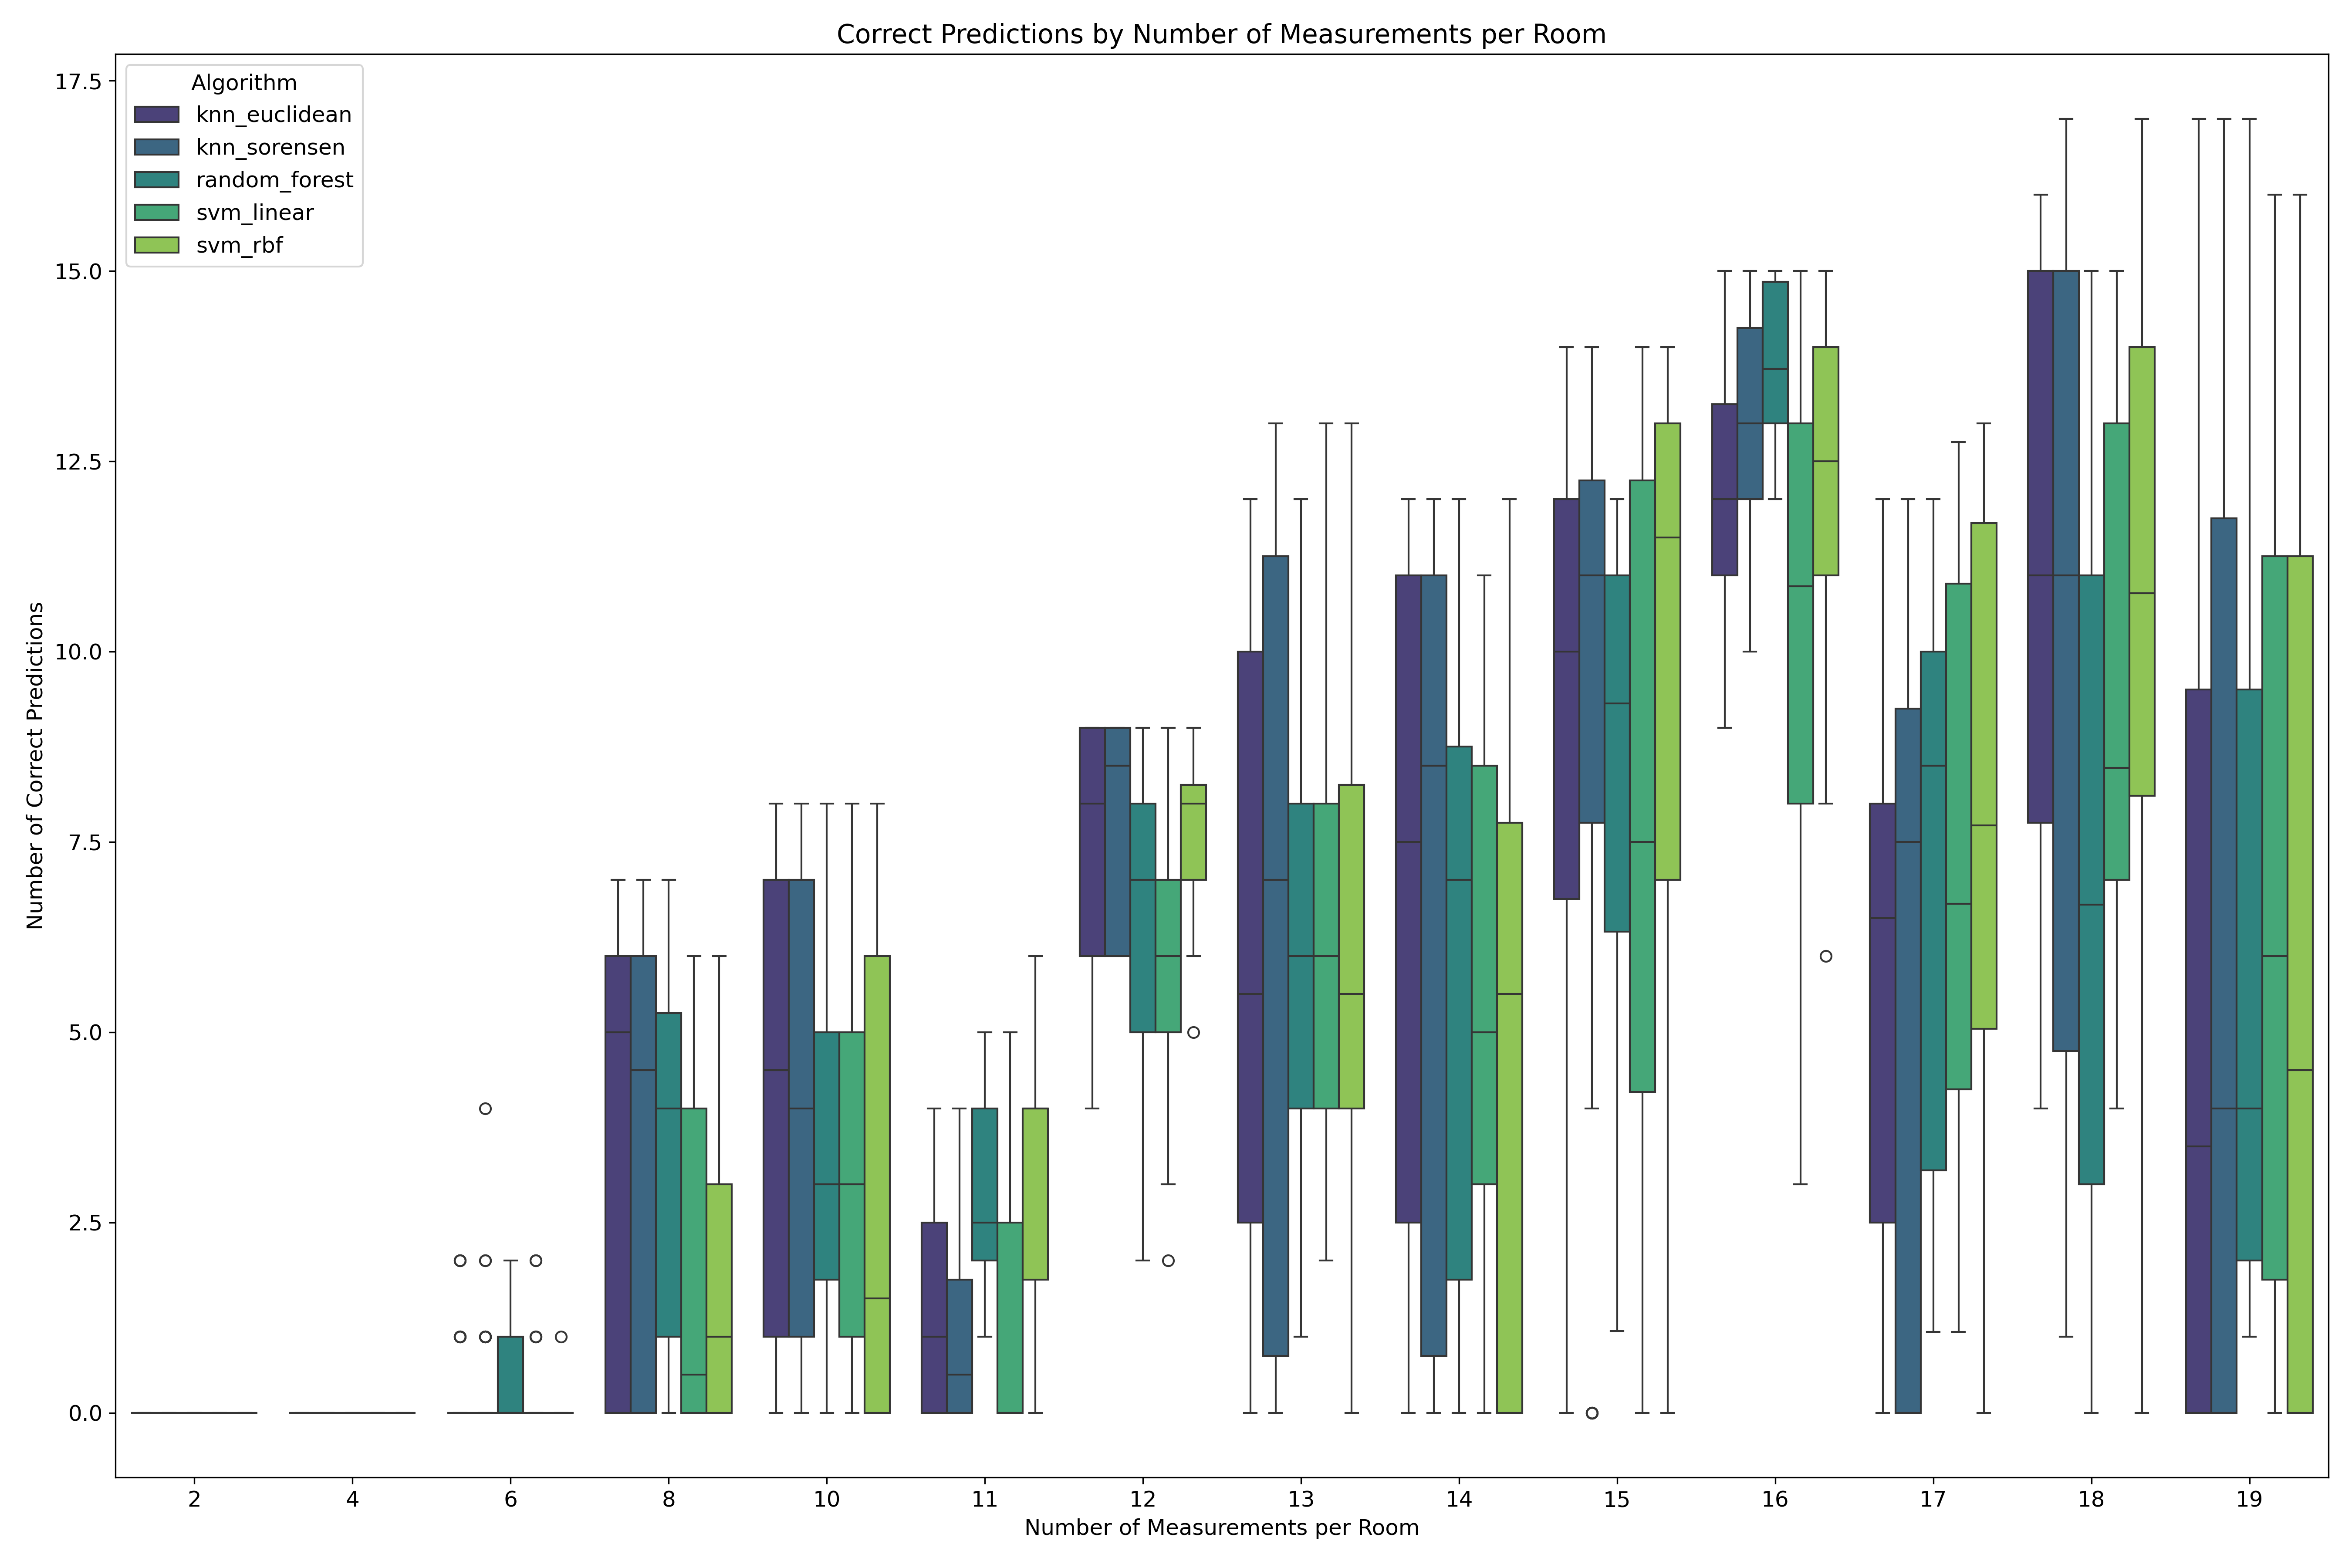 Correct Predictions by Number of Measurements per Room
Algorithm
knn_euclidean
knn_sorensen
random_forest
svm_linear
svm_rbf
17.5
15.0
12.5
10.0
7.5
5.0
2.5
0.0
Number of Correct Predictions
2 4 6 8 10 11 12 13 14 15 16 17 18 19
Number of Measurements per Room